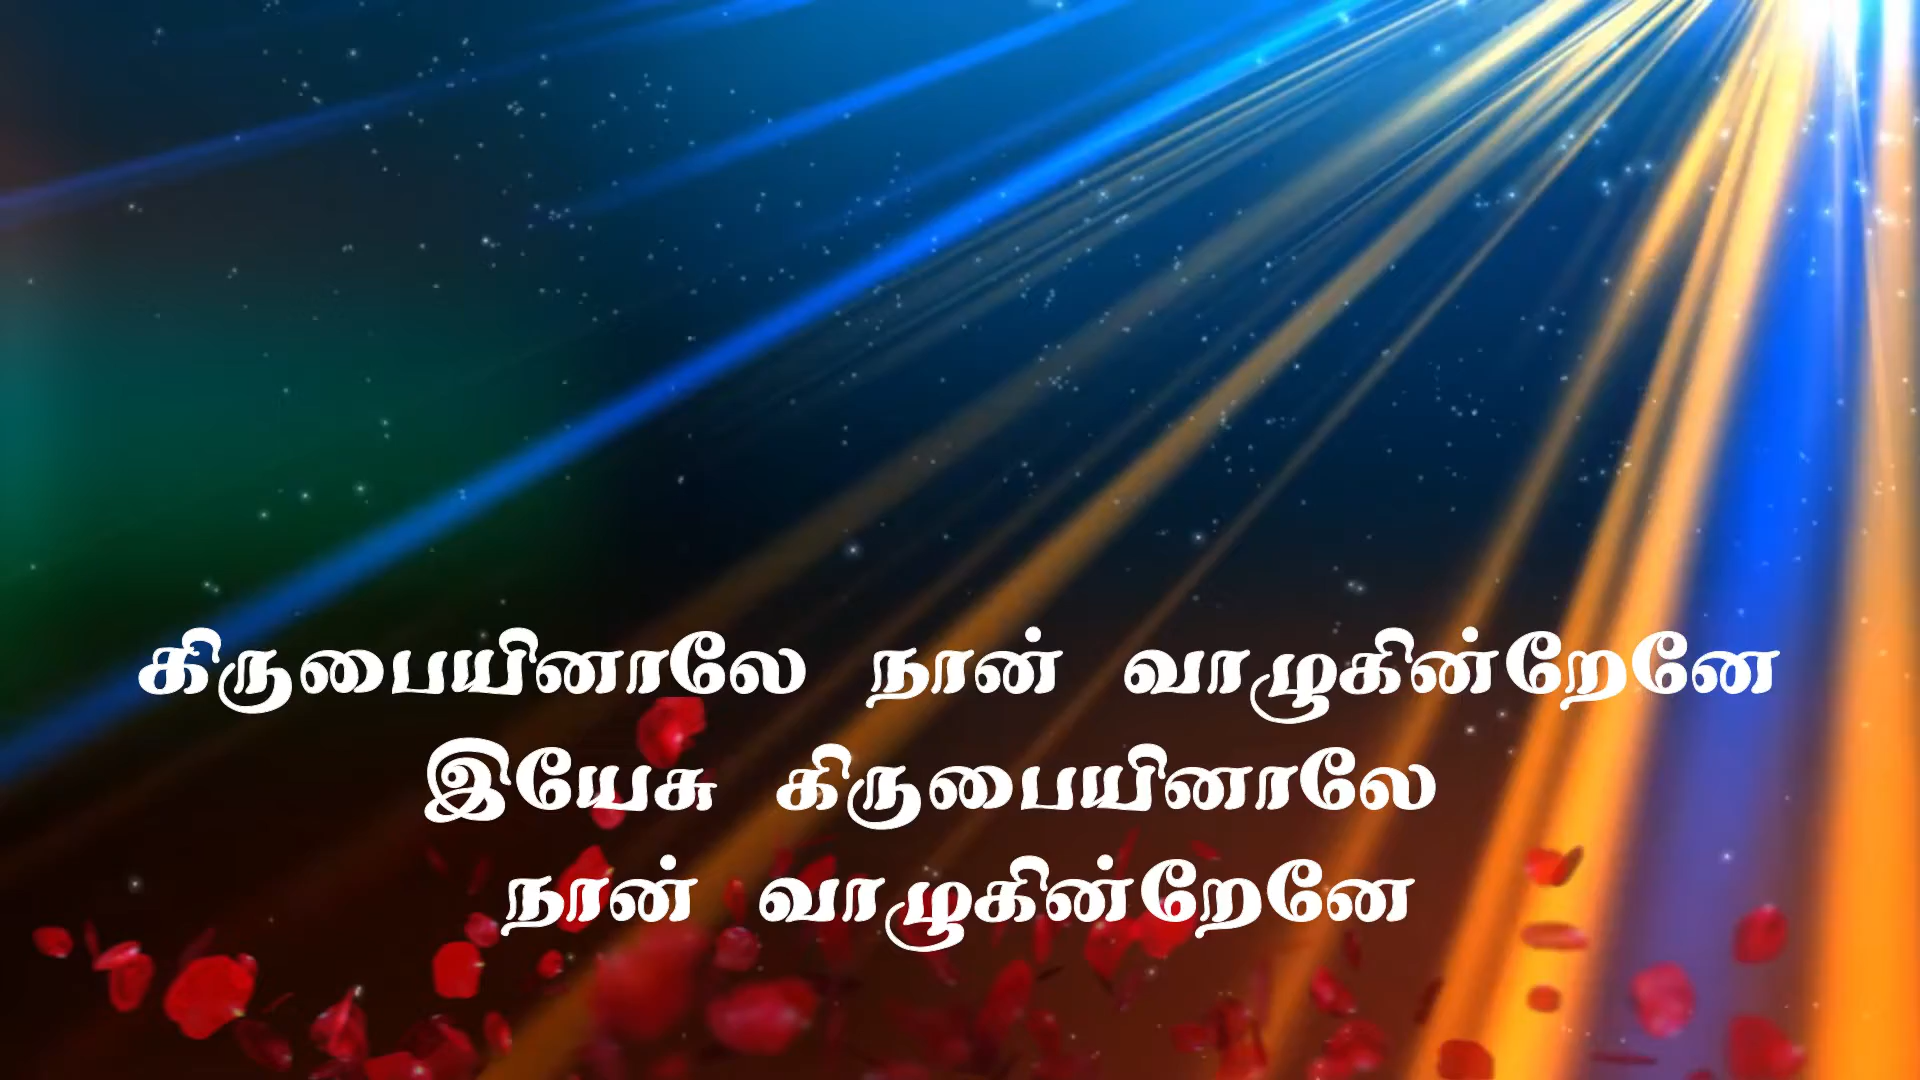 கிருபையினாலே நான் வாழுகின்றேனே
இயேசு கிருபையினாலே
நான் வாழுகின்றேனே